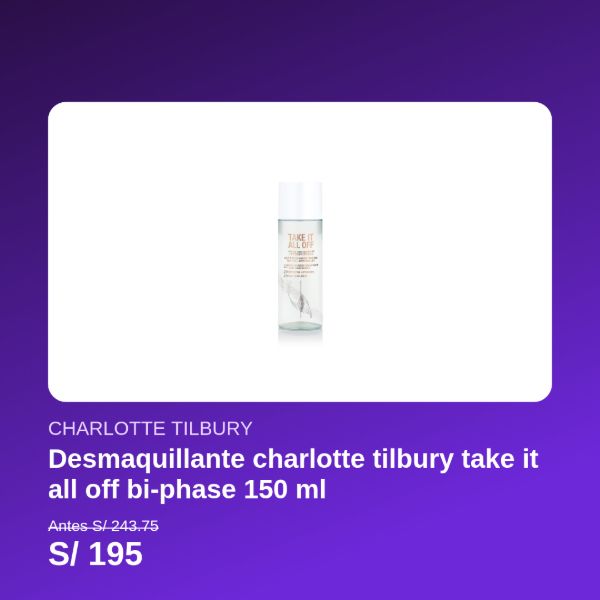 TAKE IT
ALL OFF
CHARLOTTE TILBURY
Desmaquillante charlotte tilbury take it
all off bi-phase 150 ml
Antes S/ 243.75
S/ 195